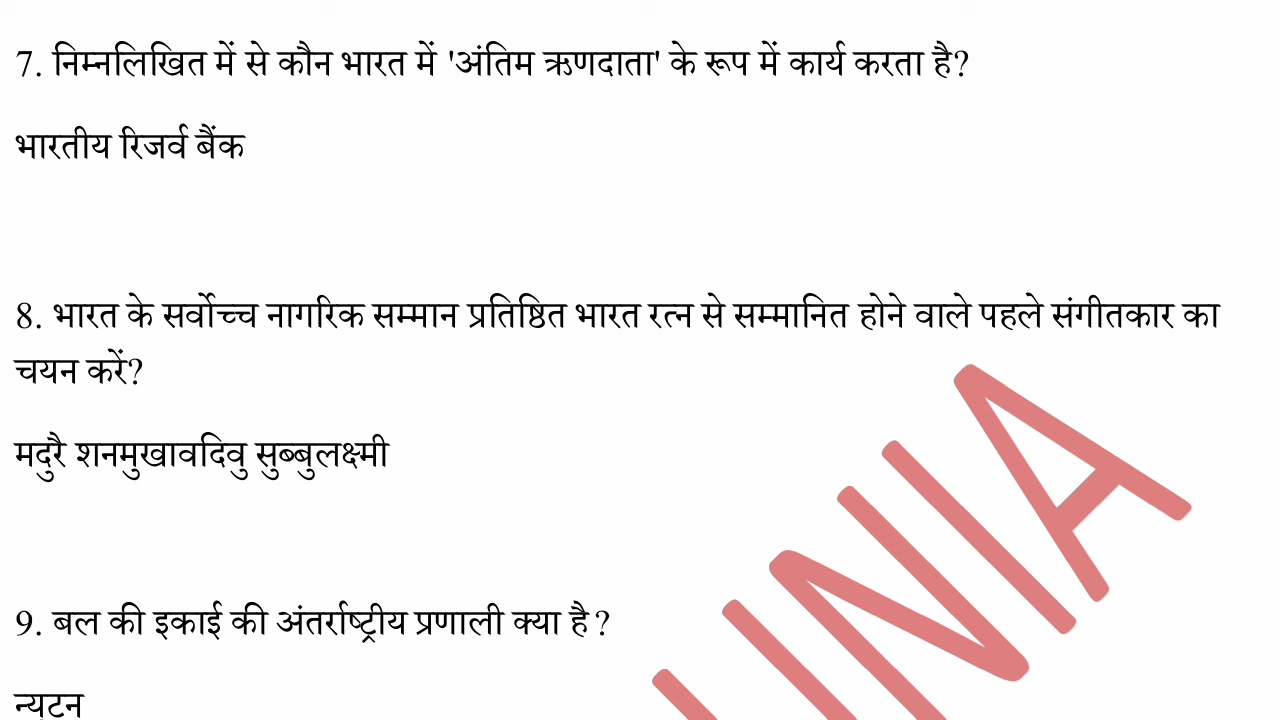 7. निम्नलिखित में से कौन भारत में 'अंतिम ऋणदाता' के रूप में कार्य करता है?
भारतीय रिजर्व बैंक
8. भारत के सर्वोच्च नागरिक सम्मान प्रतिष्ठित भारत रत्न से सम्मानित होने वाले पहले संगीतकार का
चयन करें?
मदुरै शनमुखावदिवु सुब्बुलक्ष्मी
9. बल की इकाई की अंतर्राष्ट्रीय प्रणाली क्या है?
न्यूटन